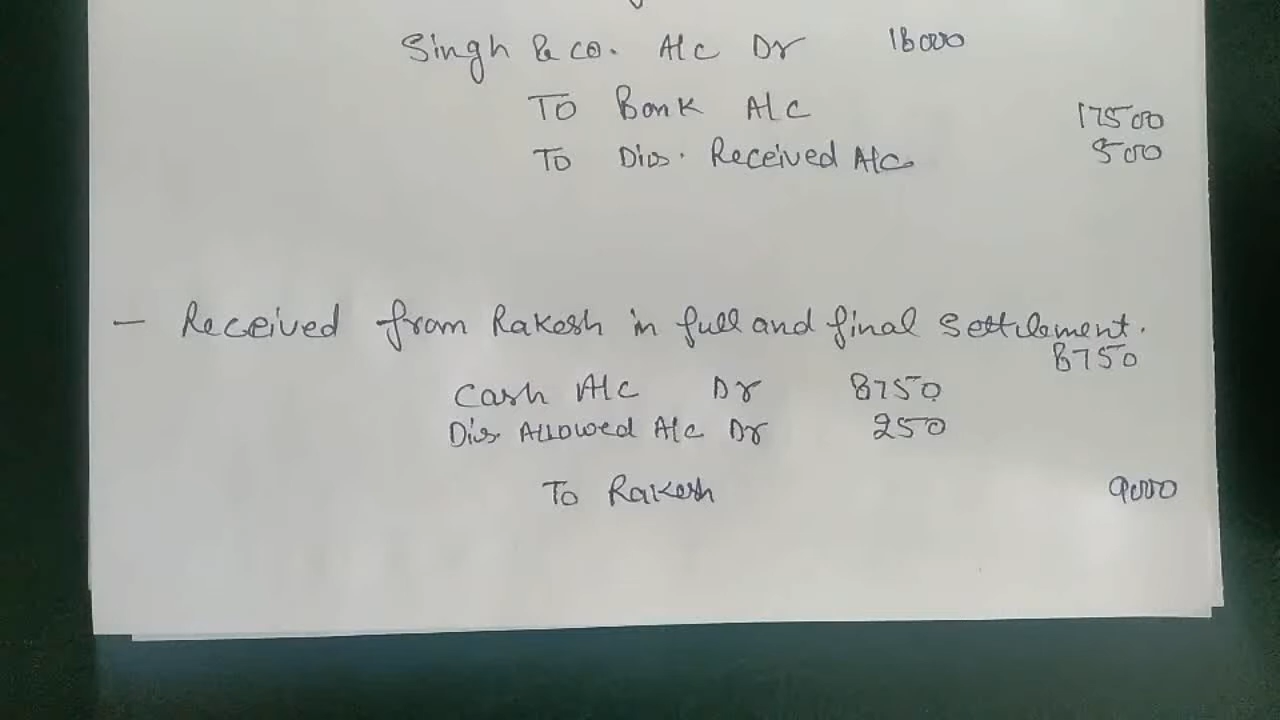 Singh & co. A/c Dr 18000
To Bank A/c 17500
To Dis. Received A/c 500
— Received from Rakesh in full and final settlement.
8750
Cash A/c Dr 8750
Dis. Allowed A/c Dr 250
To Rakesh 9000